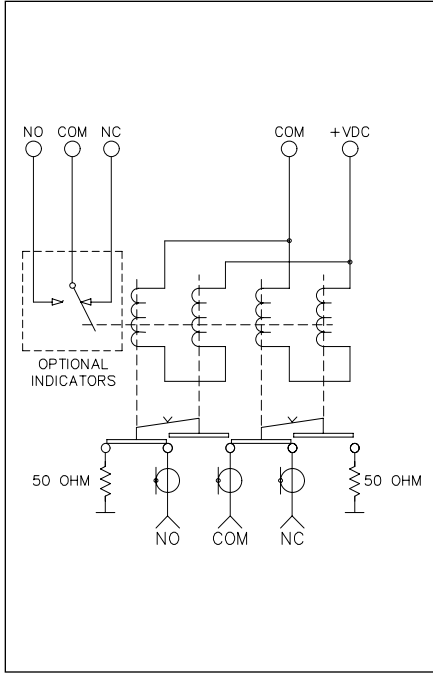 NO COM NC COM +VDC
OPTIONAL
INDICATORS
50 OHM 50 OHM
NO COM NC